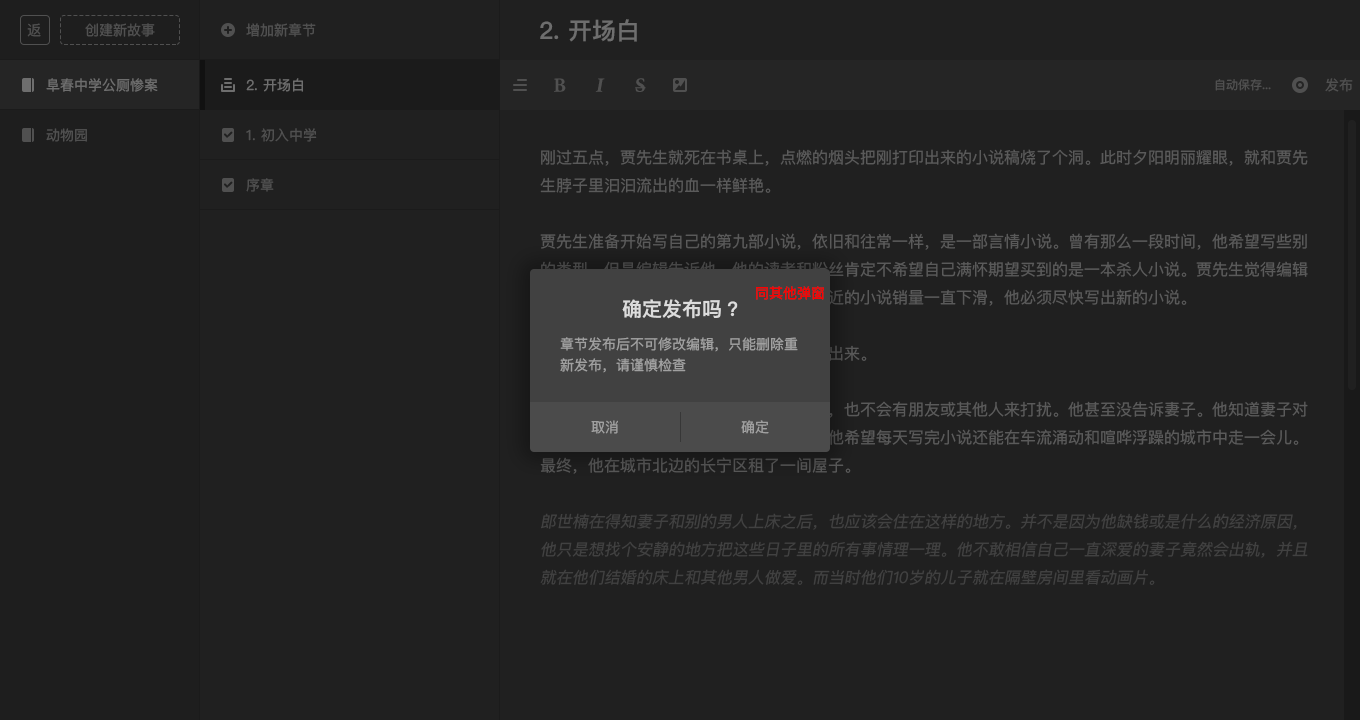 返
创建新故事
阜春中学公厕惨案
动物园
增加新章节
2. 开场白
1. 初入中学
序章
2. 开场白
B I S
自动保存...
发布
刚过五点，贾先生就死在书桌上，点燃的烟头把刚打印出来的小说稿烧了个洞。此时夕阳明丽耀眼，就和贾先
生脖子里汩汩流出的血一样鲜艳。
贾先生准备开始写自己的第九部小说，依旧和往常一样，是一部言情小说。曾有那么一段时间，他希望写些别
的类型，但是编辑告诉他，他的读者和粉丝肯定不希望自己满怀期望买到的是一本杀人小说。贾先生觉得编辑
近的小说销量一直下滑，他必须尽快写出新的小说。
出来。
，也不会有朋友或其他人来打扰。他甚至没告诉妻子。他知道妻子对
他希望每天写完小说还能在车流涌动和喧哗浮躁的城市中走一会儿。
最终，他在城市北边的长宁区租了一间屋子。
郎世楠在得知妻子和别的男人上床之后，也应该会住在这样的地方。并不是因为他缺钱或是什么的经济原因，
他只是想找个安静的地方把这些日子里的所有事情理一理。他不敢相信自己一直深爱的妻子竟然会出轨，并且
就在他们结婚的床上和其他男人做爱。而当时他们10岁的儿子就在隔壁房间里看动画片。
同其他弹窗
确定发布吗？
章节发布后不可修改编辑，只能删除重
新发布，请谨慎检查
取消
确定